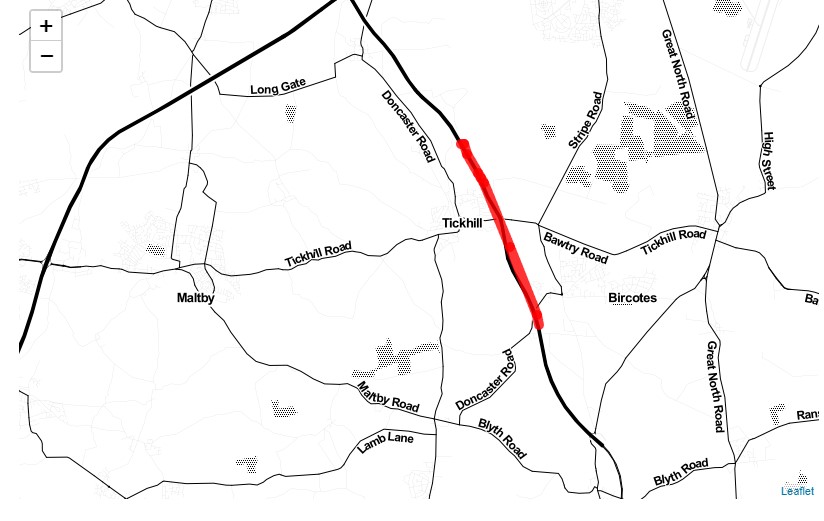 +
−
Long Gate
Doncaster Road
Great North Road
Stripe Road
High Street
Tickhill
Tickhill Road
Bawtry Road
Tickhill Road
Maltby
Bircotes
Ba
Doncaster Road
Great North Road
Maltby Road
Blyth Road
Lamb Lane
Rans
Blyth Road
Leaflet